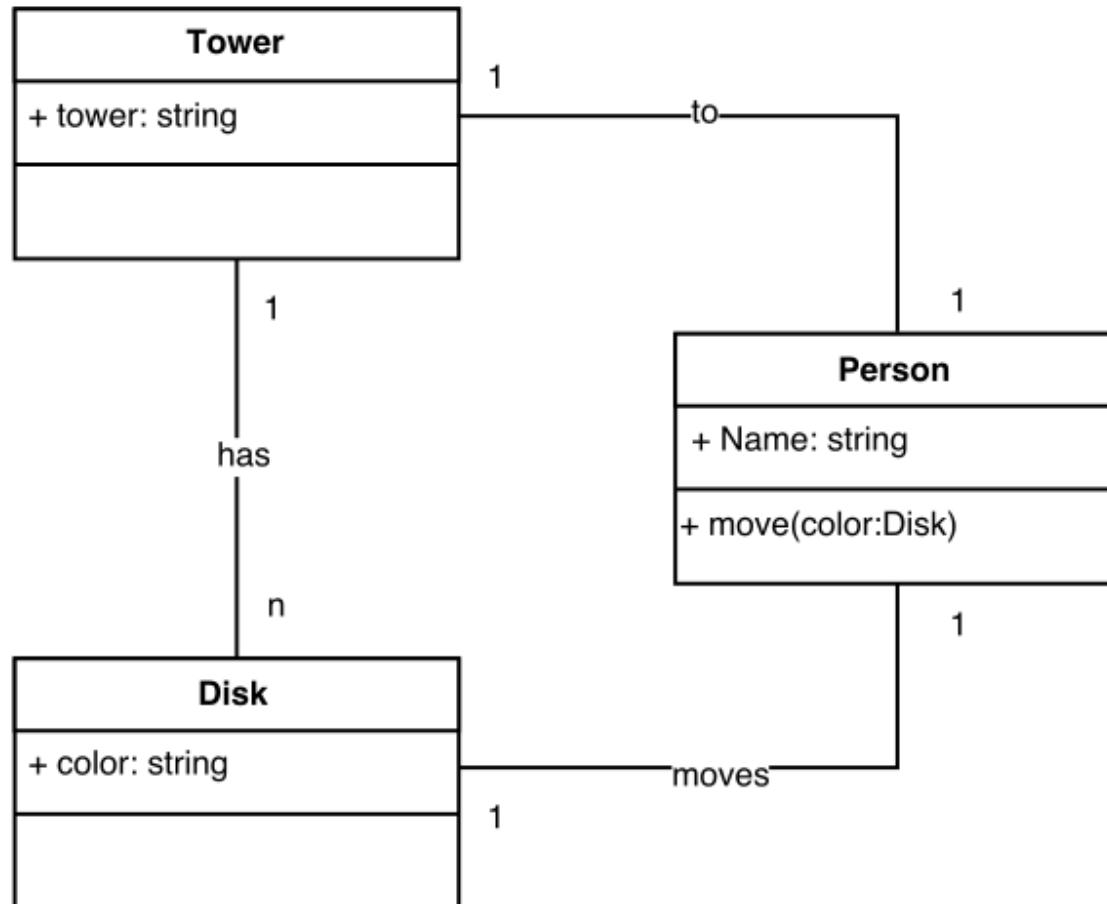 Tower
+ tower: string
1
to
1
1
has
n
Person
+ Name: string
+ move(color:Disk)
1
Disk
+ color: string
moves
1